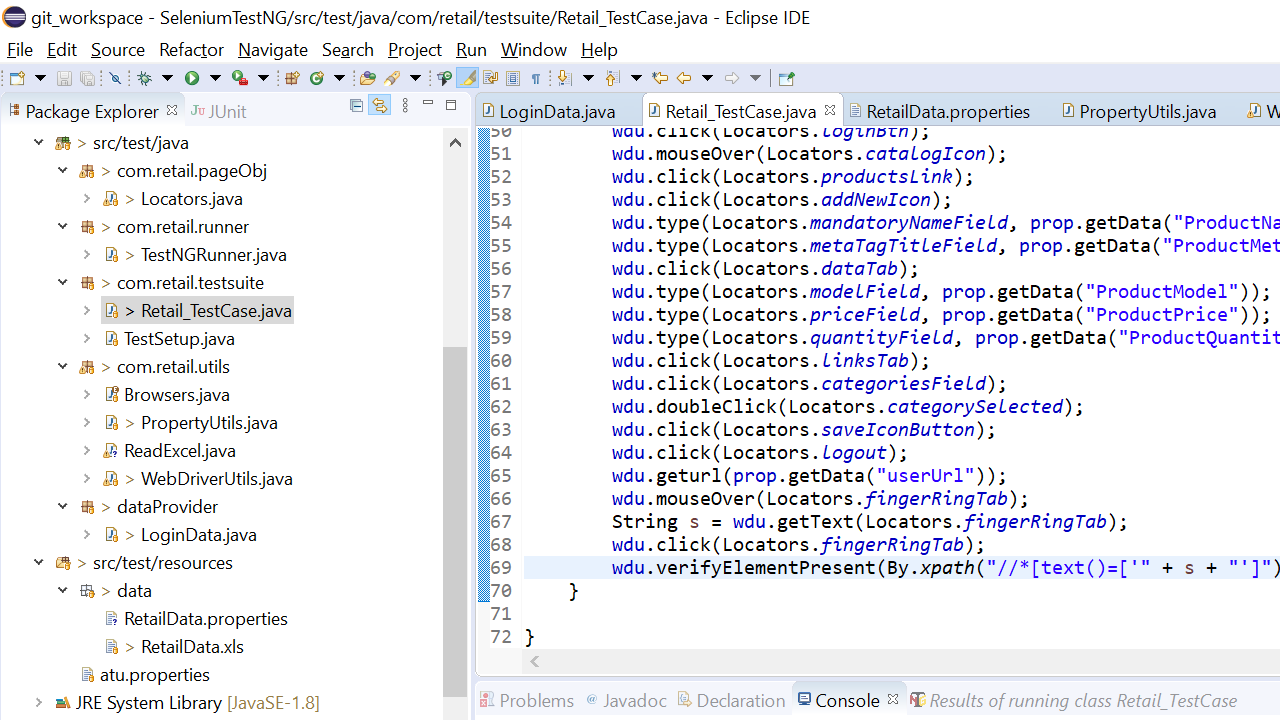 git_workspace - SeleniumTestNG/src/test/java/com/retail/testsuite/Retail_TestCase.java - Eclipse IDE
File Edit Source Refactor Navigate Search Project Run Window Help
Package Explorer JUnit
> src/test/java
> com.retail.pageObj
> Locators.java
> com.retail.runner
> TestNGRunner.java
> com.retail.testsuite
> Retail_TestCase.java
TestSetup.java
> com.retail.utils
Browsers.java
> PropertyUtils.java
ReadExcel.java
> WebDriverUtils.java
> dataProvider
> LoginData.java
> src/test/resources
> data
RetailData.properties
> RetailData.xls
atu.properties
JRE System Library [JavaSE-1.8]
LoginData.java Retail_TestCase.java RetailData.properties PropertyUtils.java W
50 wdu.click(Locators.loginBtn);
51 wdu.mouseOver(Locators.catalogIcon);
52 wdu.click(Locators.productsLink);
53 wdu.click(Locators.addNewIcon);
54 wdu.type(Locators.mandatoryNameField, prop.getData("ProductNa
55 wdu.type(Locators.metaTagTitleField, prop.getData("ProductMet
56 wdu.click(Locators.dataTab);
57 wdu.type(Locators.modelField, prop.getData("ProductModel"));
58 wdu.type(Locators.priceField, prop.getData("ProductPrice"));
59 wdu.type(Locators.quantityField, prop.getData("ProductQuantit
60 wdu.click(Locators.linksTab);
61 wdu.click(Locators.categoriesField);
62 wdu.doubleClick(Locators.categorySelected);
63 wdu.click(Locators.saveIconButton);
64 wdu.click(Locators.logout);
65 wdu.geturl(prop.getData("userUrl"));
66 wdu.mouseOver(Locators.fingerRingTab);
67 String s = wdu.getText(Locators.fingerRingTab);
68 wdu.click(Locators.fingerRingTab);
69 wdu.verifyElementPresent(By.xpath("//*[text()=['" + s + "']")
70 }
71
72 }
Problems @ Javadoc Declaration Console Results of running class Retail_TestCase